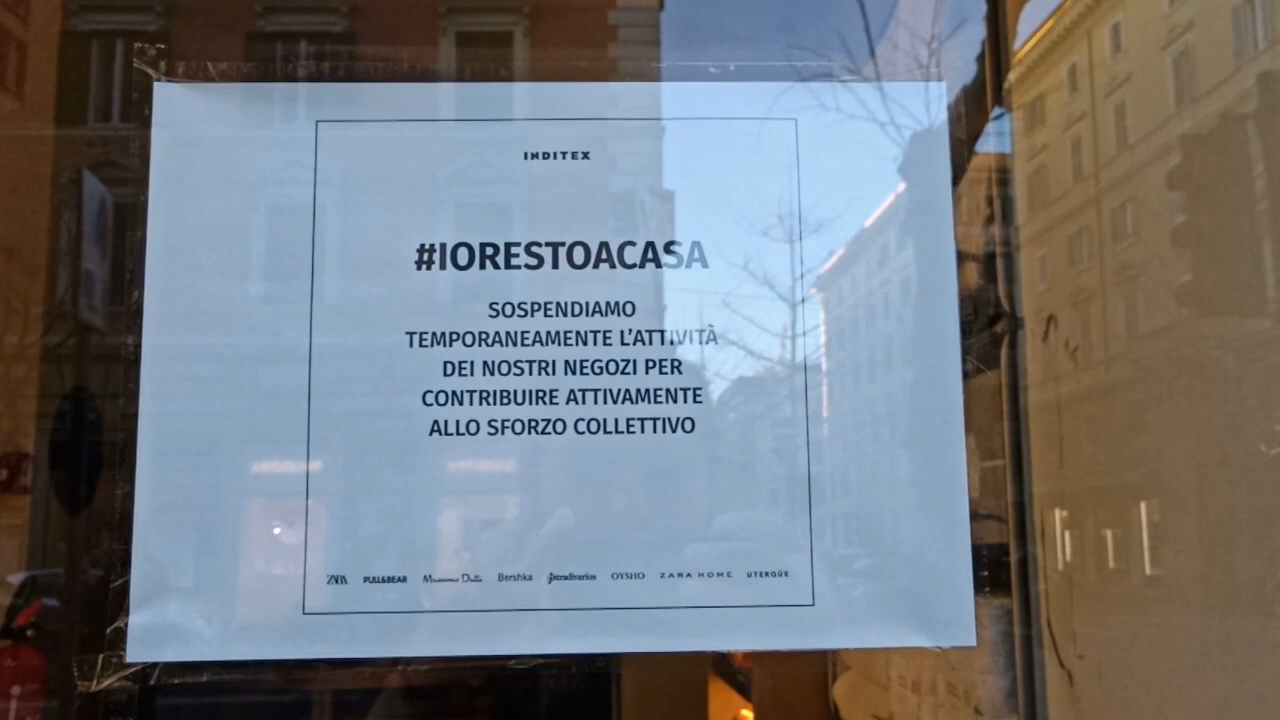 INDITEX
#IORESTOACASA
SOSPENDIAMO
TEMPORANEAMENTE L'ATTIVITÀ
DEI NOSTRI NEGOZI PER
CONTRIBUIRE ATTIVAMENTE
ALLO SFORZO COLLETTIVO
ZARA PULL&BEAR Massimo Dutti Bershka Stradivarius OYSHO ZARA HOME UTERQÜE